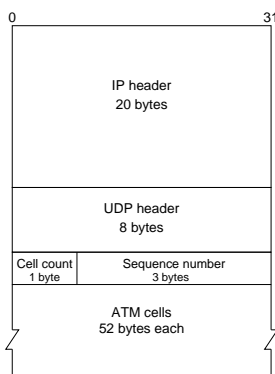 0 31
IP header
20 bytes
UDP header
8 bytes
Cell count Sequence number
1 byte 3 bytes
ATM cells
52 bytes each